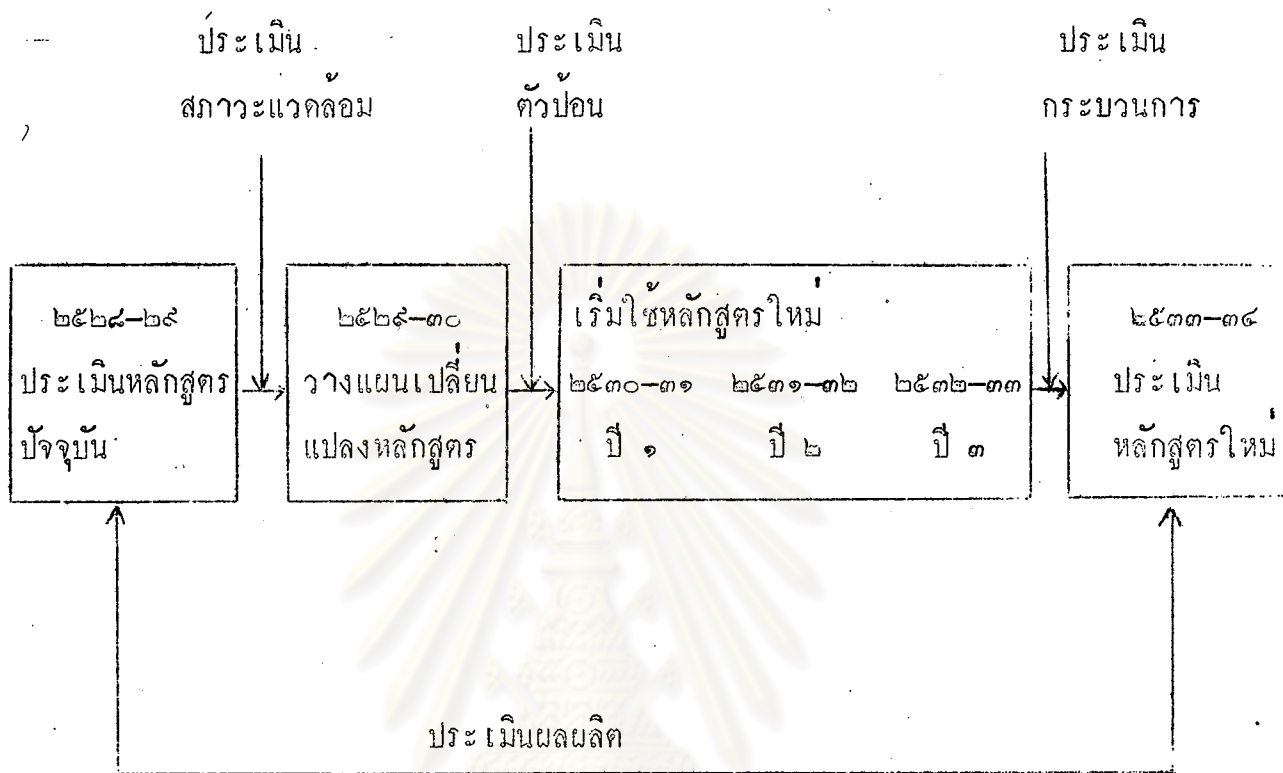 ประเมิน
สภาวะแวดล้อม
ประเมิน
ตัวป้อน
ประเมิน
กระบวนการ
๒๕๒๘-๒๙
ประเมินหลักสูตร
ปัจจุบัน
๒๕๒๙-๓๐
วางแผนเปลี่ยน
แปลงหลักสูตร
เริ่มใช้หลักสูตรใหม่
๒๕๓๐-๓๑ ๒๕๓๑-๓๒ ๒๕๓๒-๓๓
ปี ๑ ปี ๒ ปี ๓
๒๕๓๓-๓๔
ประเมิน
หลักสูตรใหม่
ประเมินผลผลิต